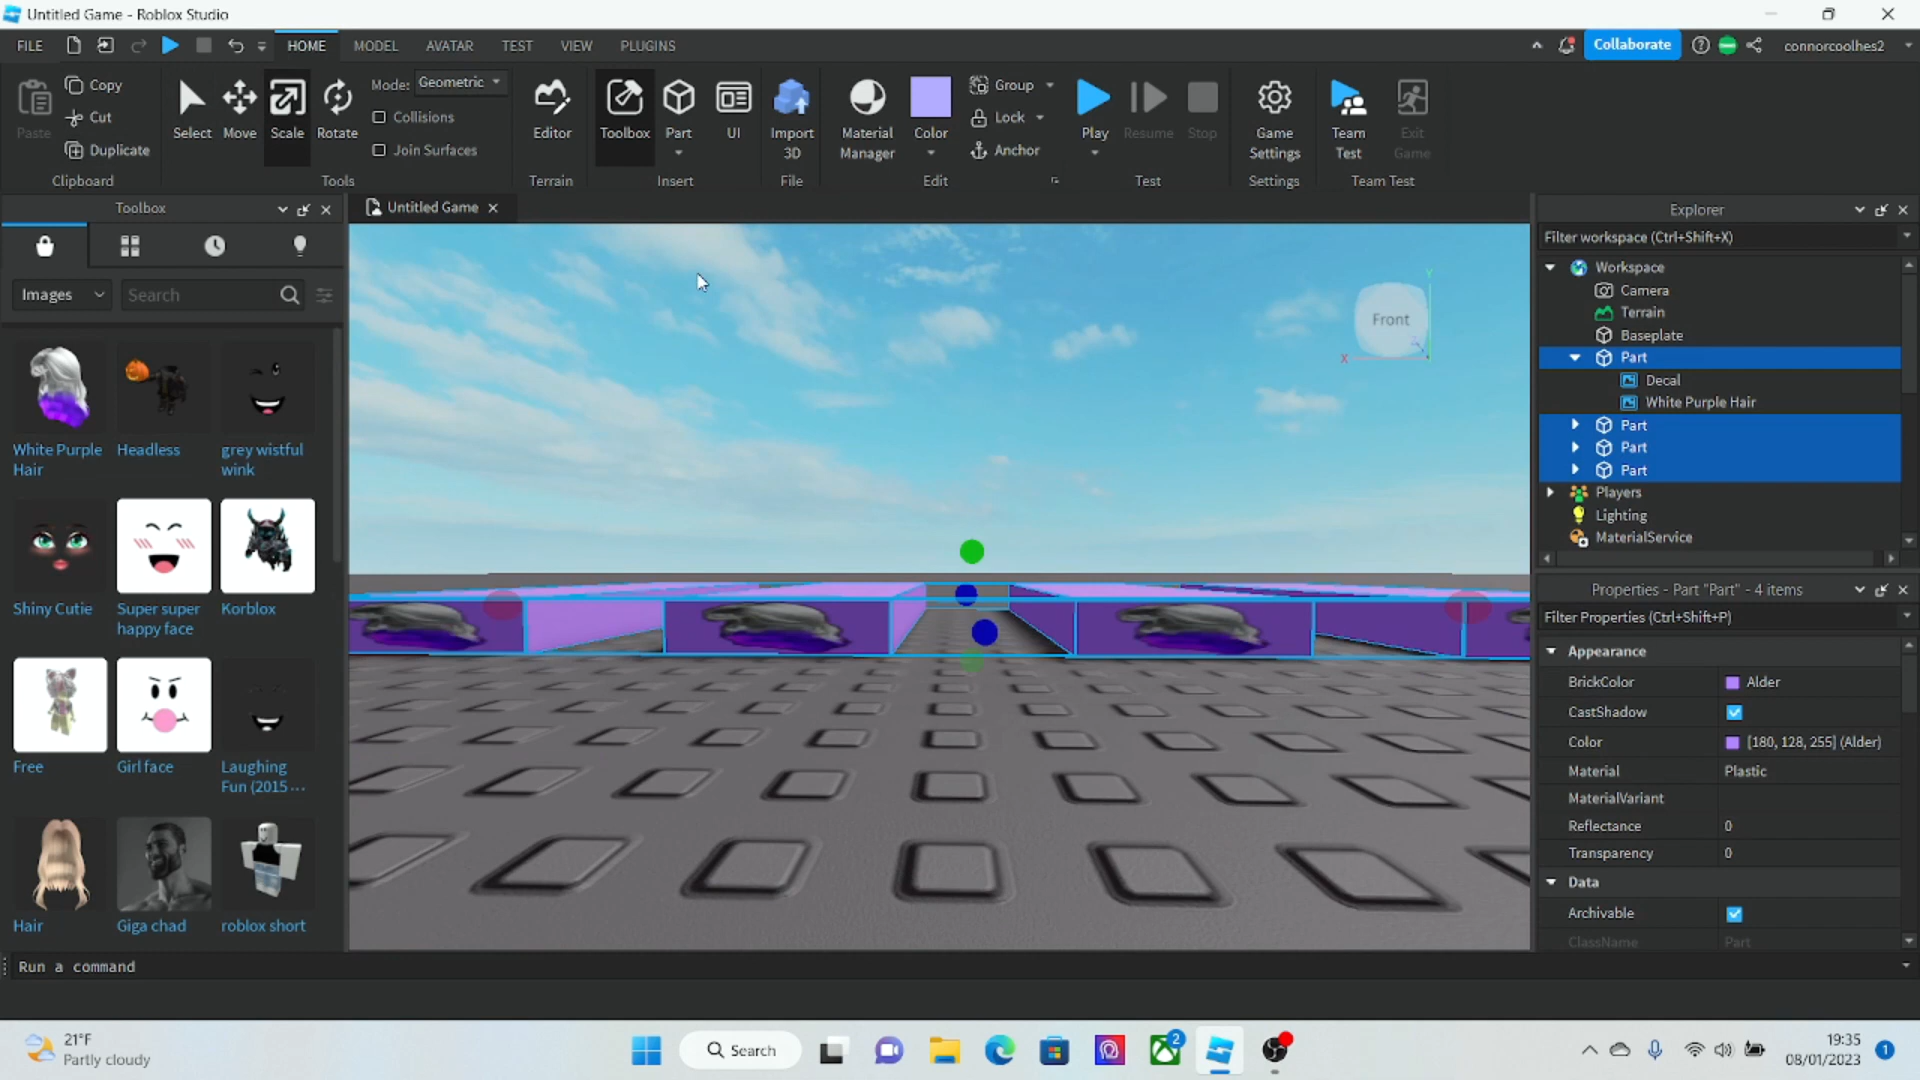 Untitled Game - Roblox Studio
FILE HOME MODEL AVATAR TEST VIEW PLUGINS Collaborate connorcoolhes2
Paste
Copy
Cut
Duplicate
Clipboard
Select Move Scale Rotate
Mode: Geometric
Collisions
Join Surfaces
Tools
Editor
Terrain
Toolbox Part UI
Insert
Import
3D
File
Material
Manager
Color
Group
Lock
Anchor
Edit
Play Resume Stop
Test
Game
Settings
Settings
Team
Test
Exit
Game
Team Test
Toolbox
Images Search
White Purple
Hair
Headless
grey wistful
wink
Shiny Cutie
Super super
happy face
Korblox
Free
Girl face
Laughing
Fun (2015 ...
Hair
Giga chad
roblox short
Untitled Game
Front
X
Y
Explorer
Filter workspace (Ctrl+Shift+X)
Workspace
Camera
Terrain
Baseplate
Part
Decal
White Purple Hair
Part
Part
Part
Players
Lighting
MaterialService
Properties - Part "Part" - 4 items
Filter Properties (Ctrl+Shift+P)
Appearance
BrickColor Alder
CastShadow
Color [180, 128, 255] (Alder)
Material Plastic
MaterialVariant
Reflectance 0
Transparency 0
Data
Archivable
ClassName Part
Run a command
21°F
Partly cloudy
Search
2
19:35
08/01/2023
1